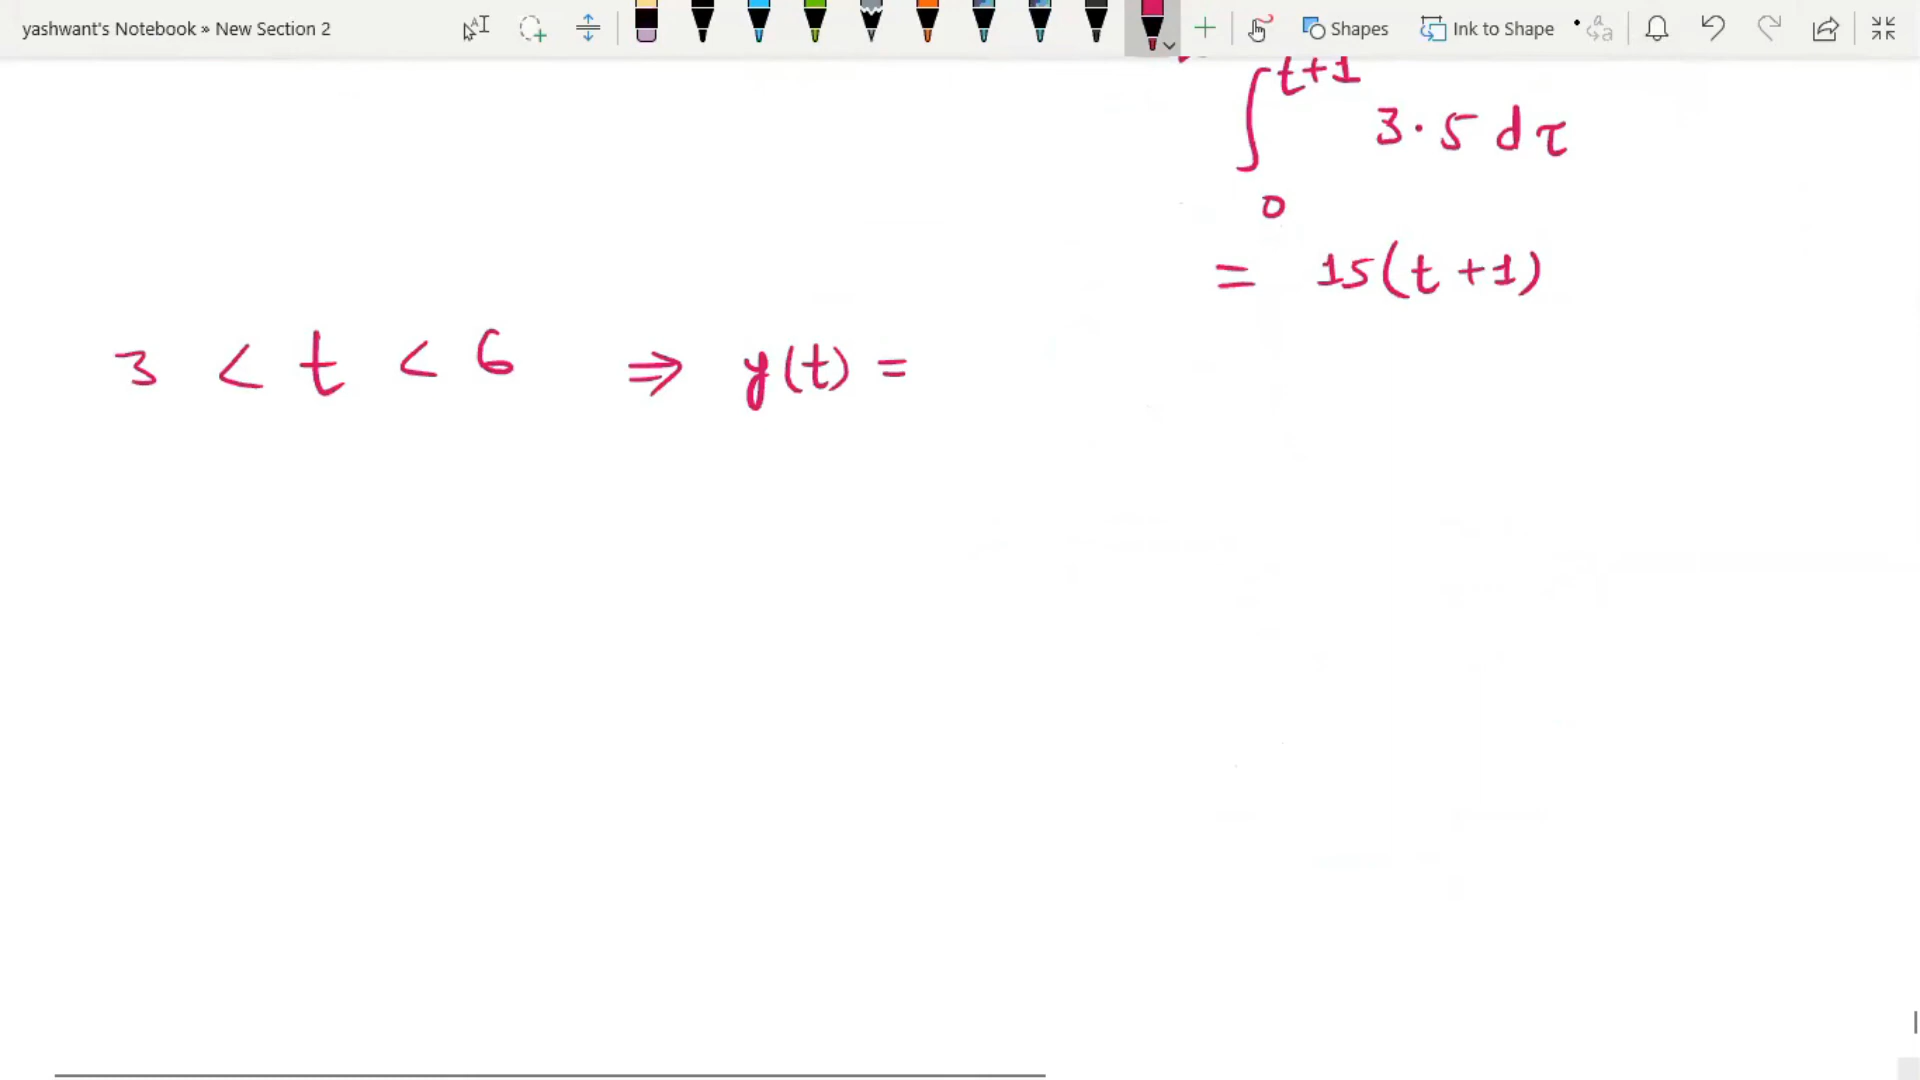 yashwant's Notebook » New Section 2
Shapes
Ink to Shape
∫₀^{t+1} 3·5 dτ
= 15(t+1)
3 < t < 6 ⇒ y(t) =